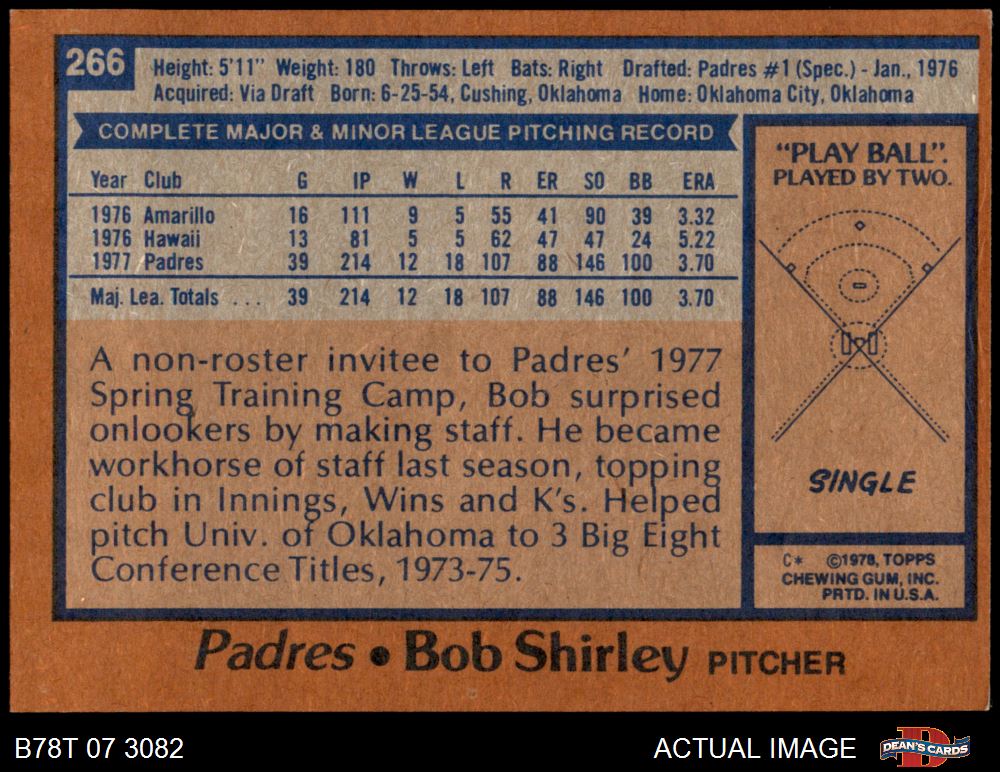 266
Height: 5'11" Weight: 180 Throws: Left Bats: Right Drafted: Padres #1 (Spec.) - Jan., 1976
Acquired: Via Draft Born: 6-25-54, Cushing, Oklahoma Home: Oklahoma City, Oklahoma
COMPLETE MAJOR & MINOR LEAGUE PITCHING RECORD
Year Club G IP W L R ER SO BB ERA
1976 Amarillo 16 111 9 5 55 41 90 39 3.32
1976 Hawaii 13 81 5 5 62 47 47 24 5.22
1977 Padres 39 214 12 18 107 88 146 100 3.70
Maj. Lea. Totals . . . 39 214 12 18 107 88 146 100 3.70
A non-roster invitee to Padres' 1977
Spring Training Camp, Bob surprised
onlookers by making staff. He became
workhorse of staff last season, topping
club in Innings, Wins and K's. Helped
pitch Univ. of Oklahoma to 3 Big Eight
Conference Titles, 1973-75.
"PLAY BALL".
PLAYED BY TWO.
SINGLE
C* ©1978, TOPPS
CHEWING GUM, INC.
PRTD. IN U.S.A.
Padres • Bob Shirley PITCHER
B78T 07 3082
ACTUAL IMAGE
D
DEAN'S CARDS